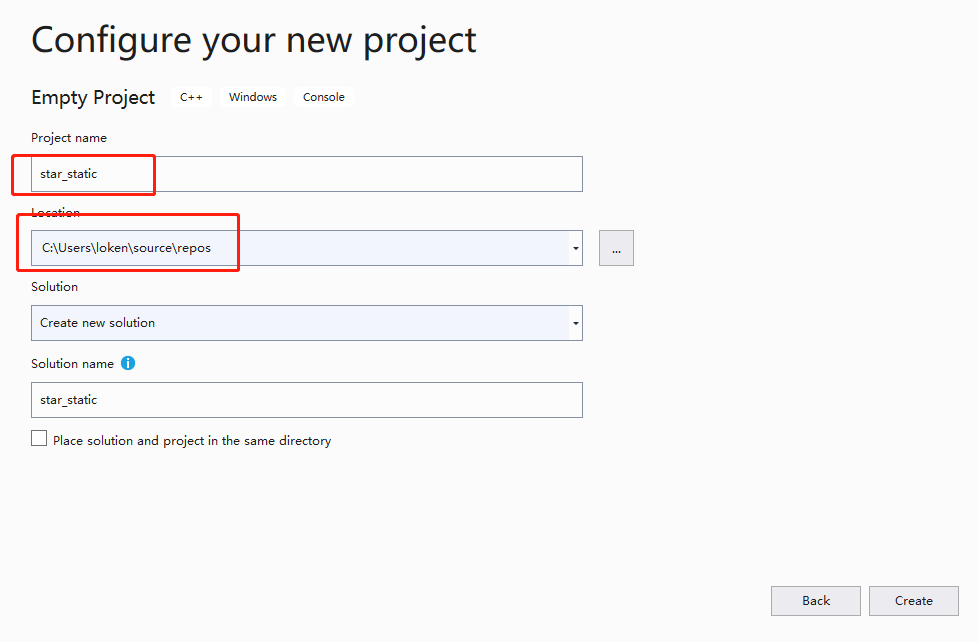 Configure your new project
Empty Project C++ Windows Console
Project name
star_static
Location
C:\Users\loken\source\repos
...
Solution
Create new solution
Solution name
star_static
Place solution and project in the same directory
Back Create